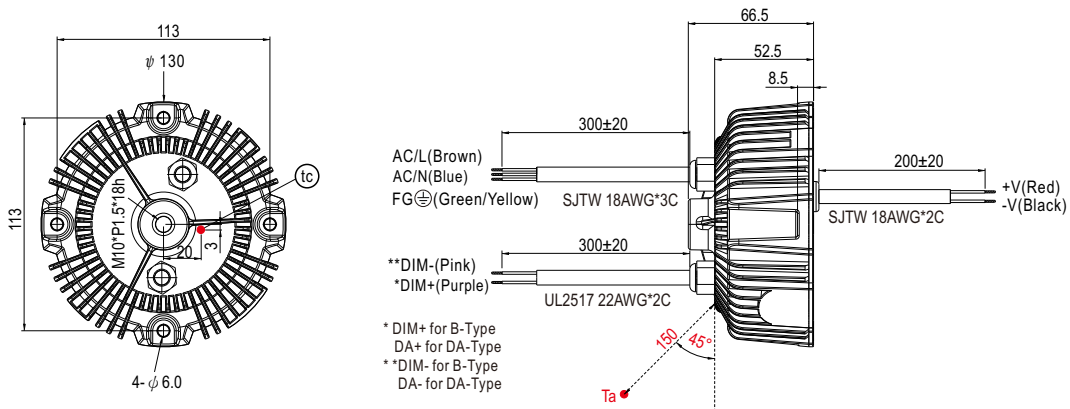 113
ψ 130
113
M10*P1.5*18h
tc
20
3
4- ϕ 6.0
66.5
52.5
8.5
300±20
AC/L(Brown)
AC/N(Blue)
FG⏚(Green/Yellow)
SJTW 18AWG*3C
200±20
+V(Red)
-V(Black)
SJTW 18AWG*2C
300±20
**DIM-(Pink)
*DIM+(Purple)
UL2517 22AWG*2C
* DIM+ for B-Type
DA+ for DA-Type
* *DIM- for B-Type
DA- for DA-Type
150
45°
Ta